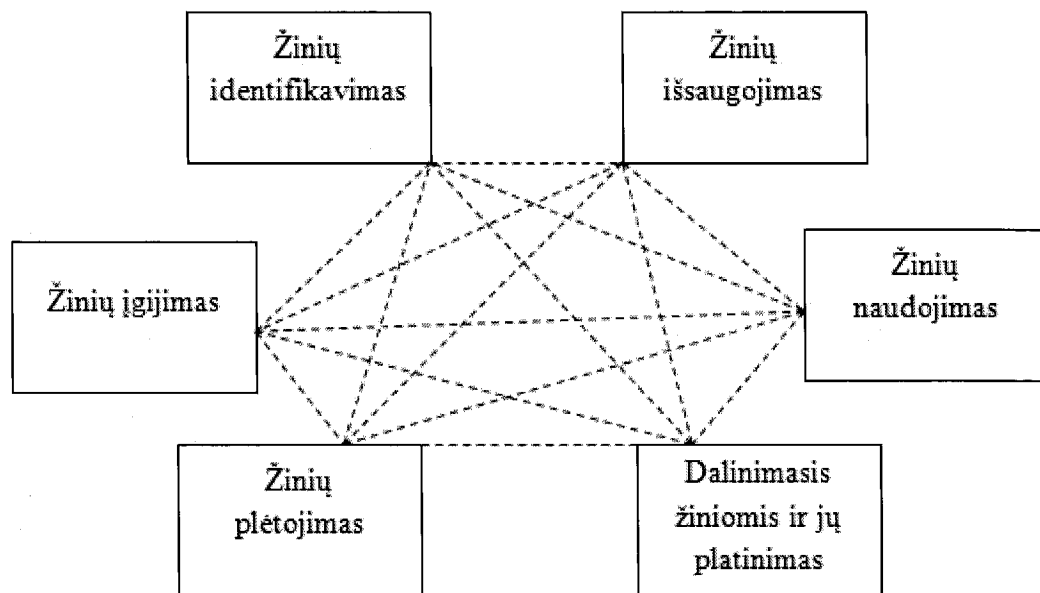 Žinių
identifikavimas
Žinių
išsaugojimas
Žinių įgijimas
Žinių
naudojimas
Žinių
plėtojimas
Dalinimasis
žiniomis ir jų
platinimas